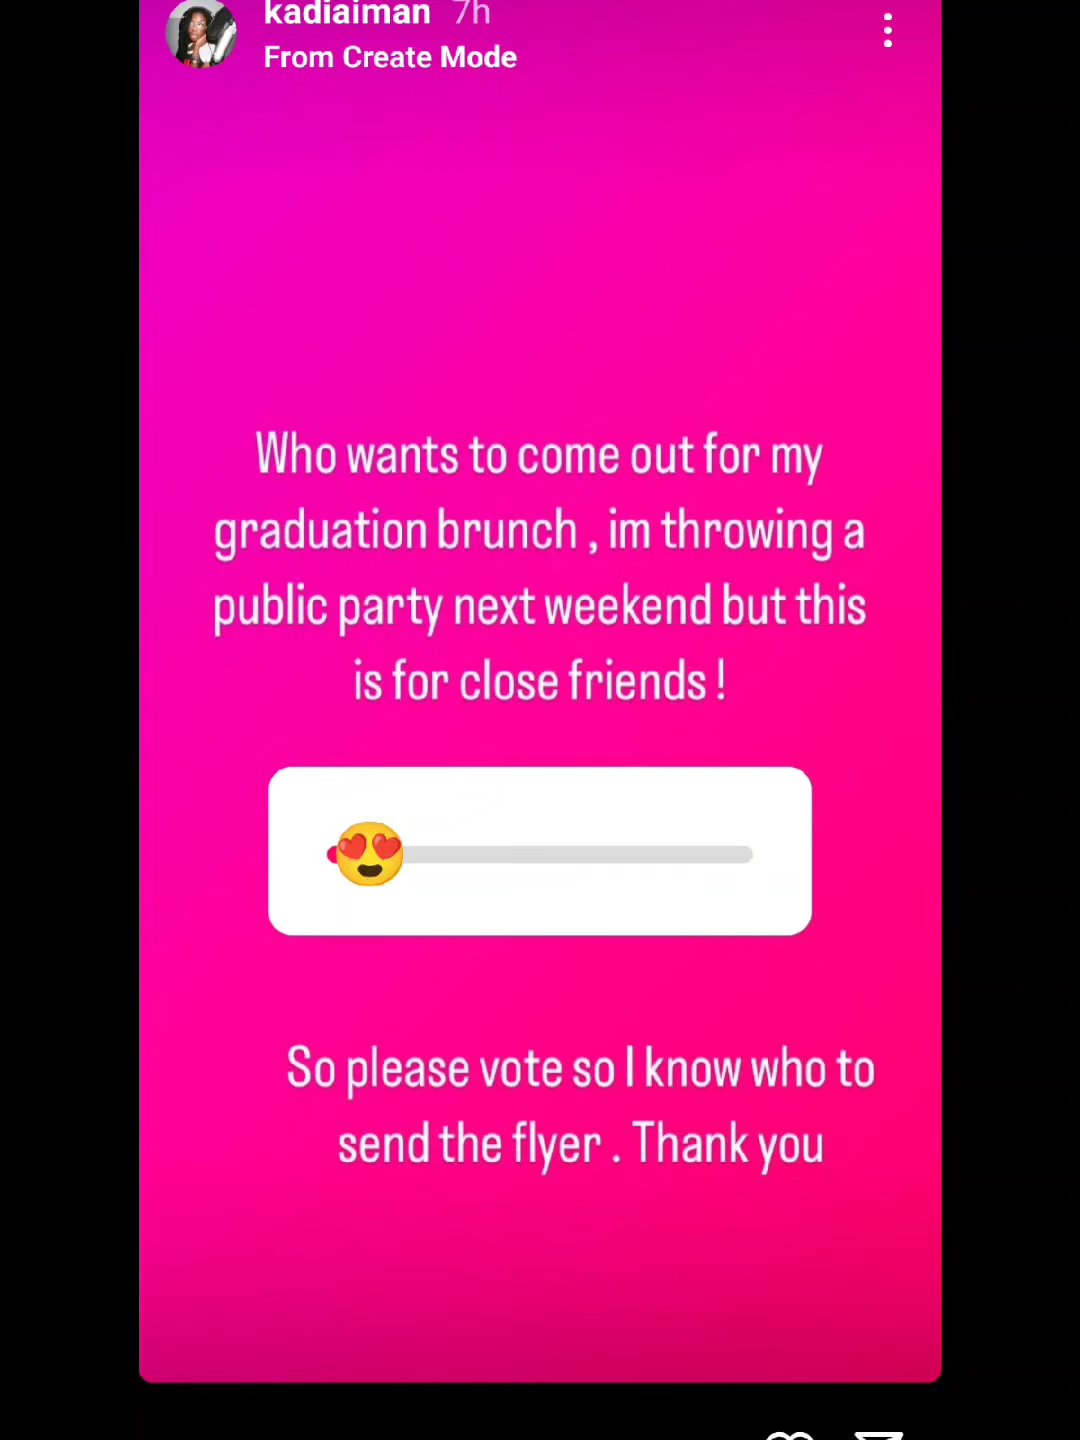 kadiaiman 7h
From Create Mode
Who wants to come out for my
graduation brunch , im throwing a
public party next weekend but this
is for close friends !
So please vote so I know who to
send the flyer . Thank you